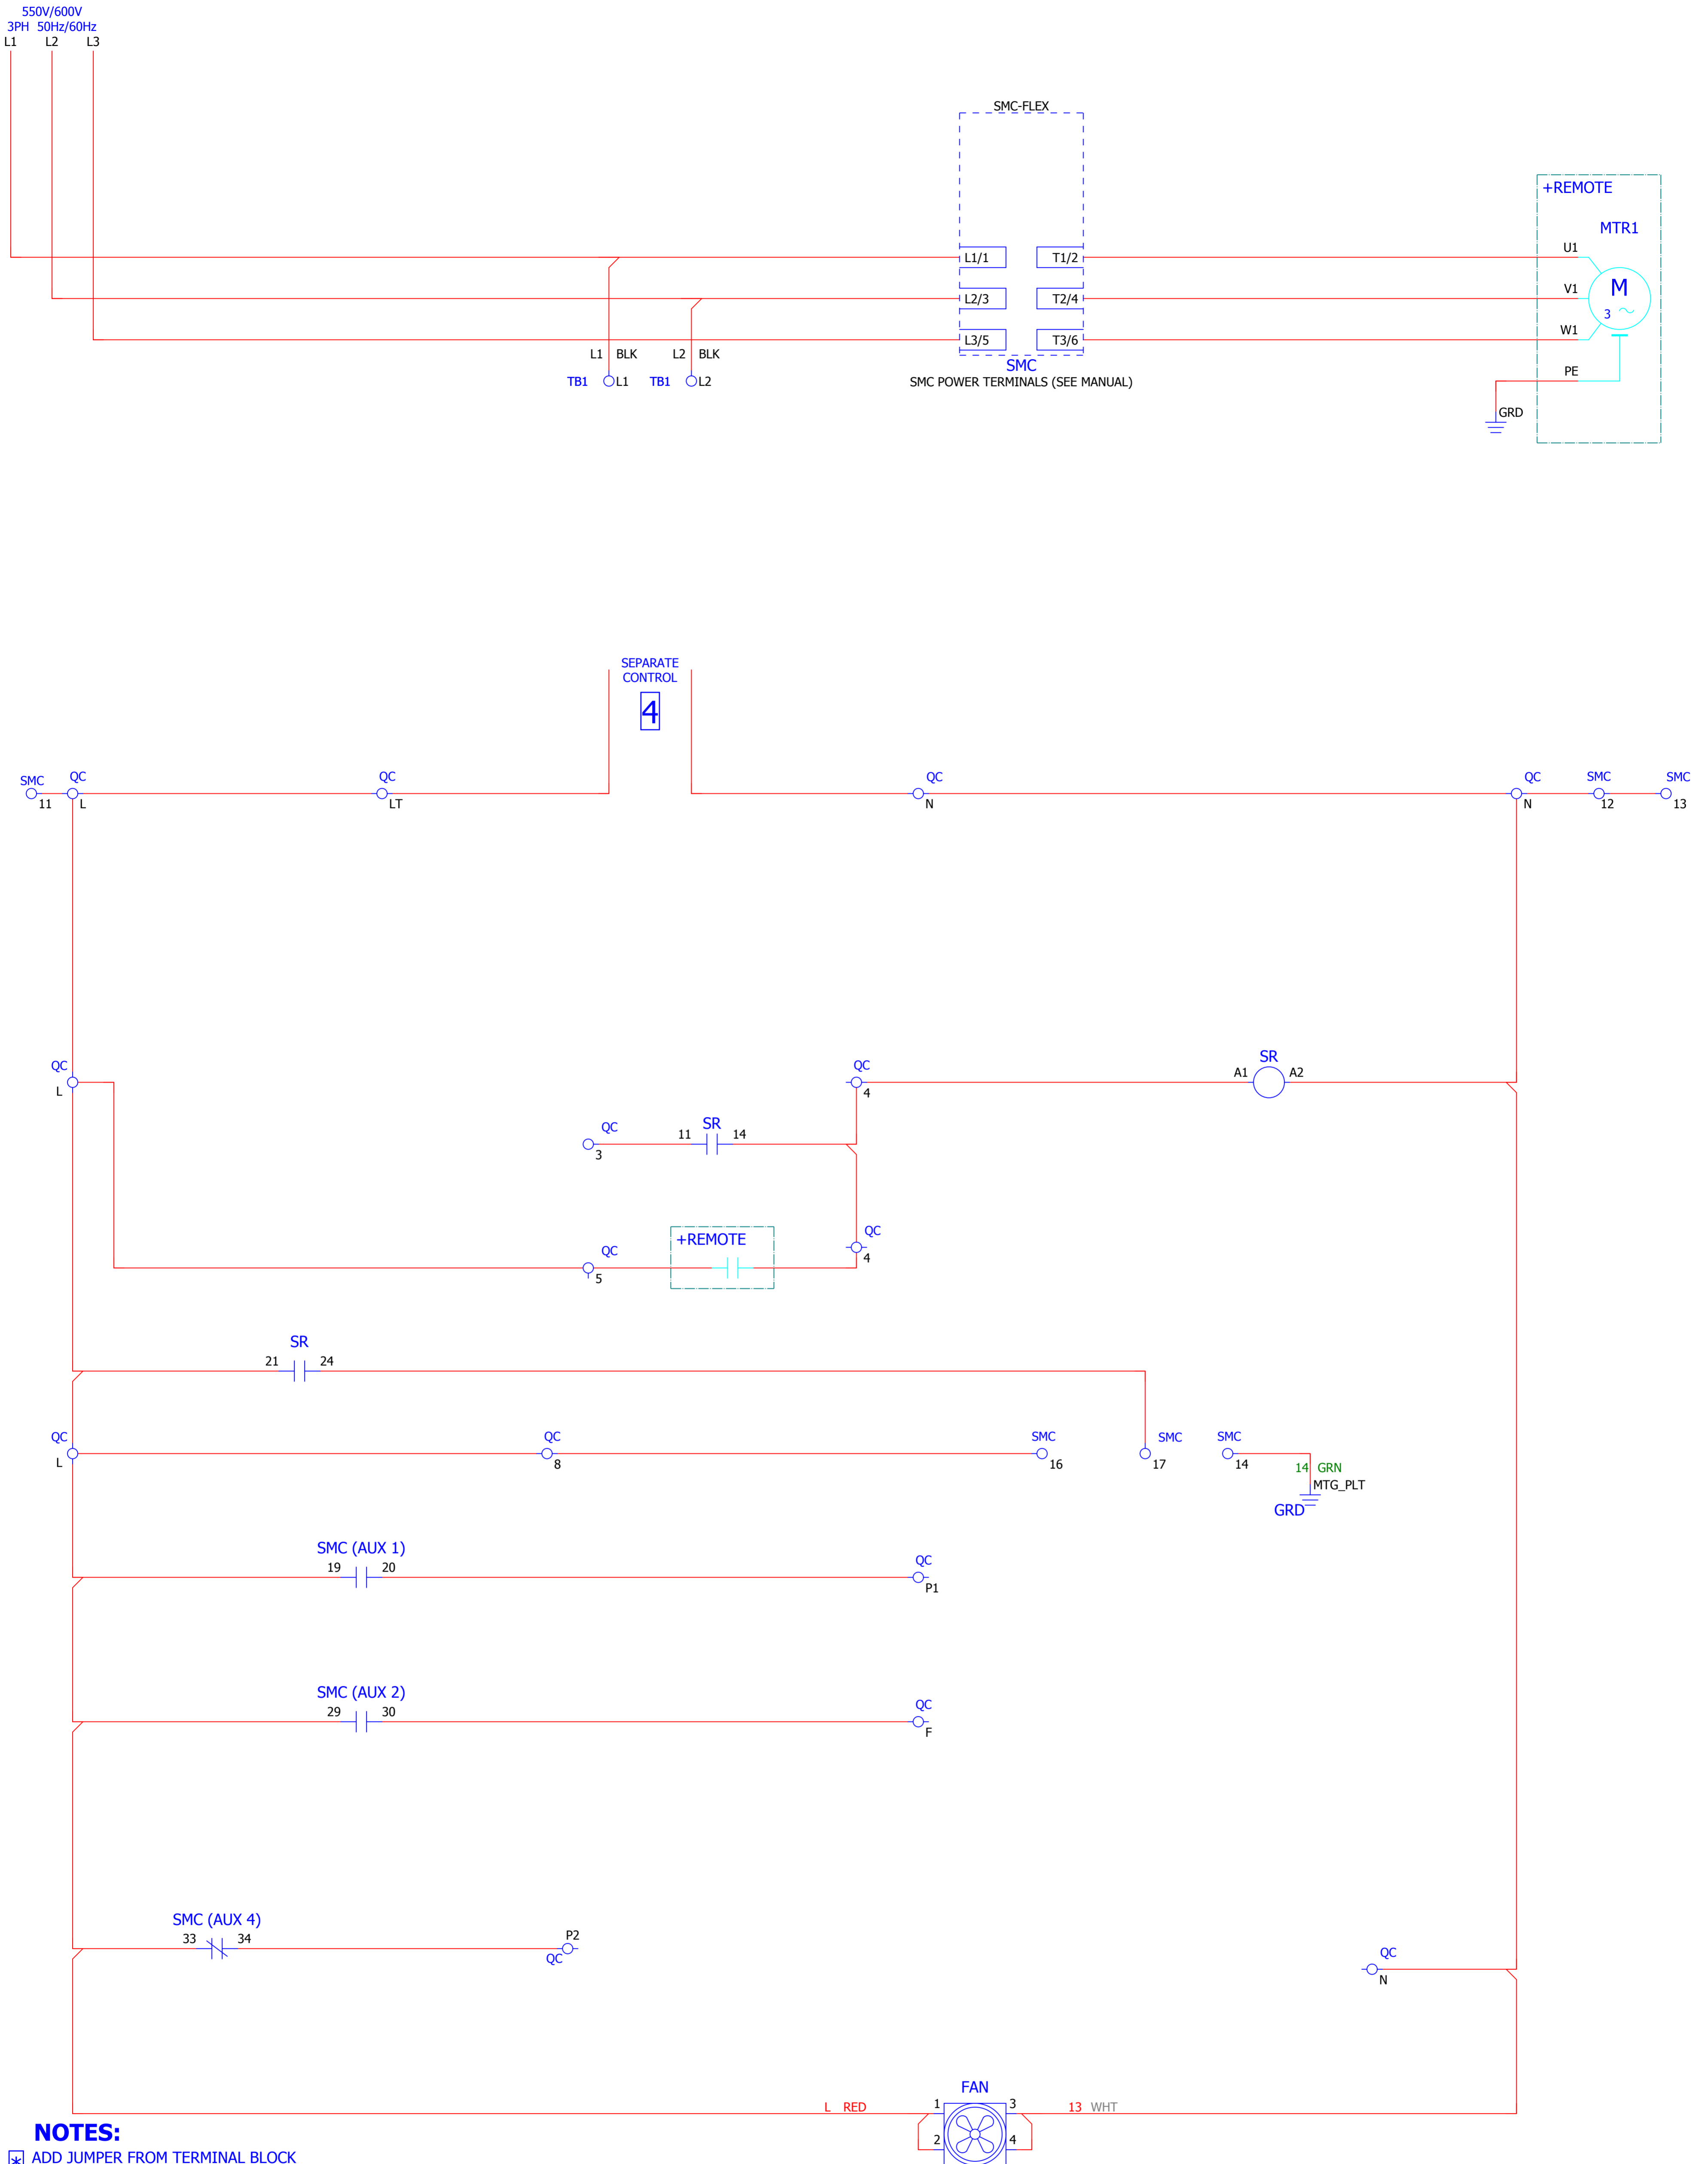 550V/600V
3PH 50Hz/60Hz
L1 L2 L3
SMC-FLEX
+REMOTE
MTR1
U1
L1/1 T1/2
M
3
V1
L2/3 T2/4
W1
L3/5 T3/6
L1 BLK L2 BLK
SMC
PE
TB1 L1 TB1 L2
SMC POWER TERMINALS (SEE MANUAL)
GRD
SEPARATE
CONTROL
4
SMC QC QC QC QC SMC SMC
11 L LT N N 12 13
SR
QC QC A1 A2
L 4
SR
QC 11 14
3
QC
+REMOTE
4
QC
5
SR
21 24
QC QC SMC SMC SMC
L 8 16 17 14
14 GRN
MTG_PLT
GRD
SMC (AUX 1)
19 20 QC
P1
SMC (AUX 2)
29 30 QC
F
SMC (AUX 4)
33 34 P2
QC
QC
N
FAN
L RED 1 3 13 WHT
2 4
NOTES:
* ADD JUMPER FROM TERMINAL BLOCK